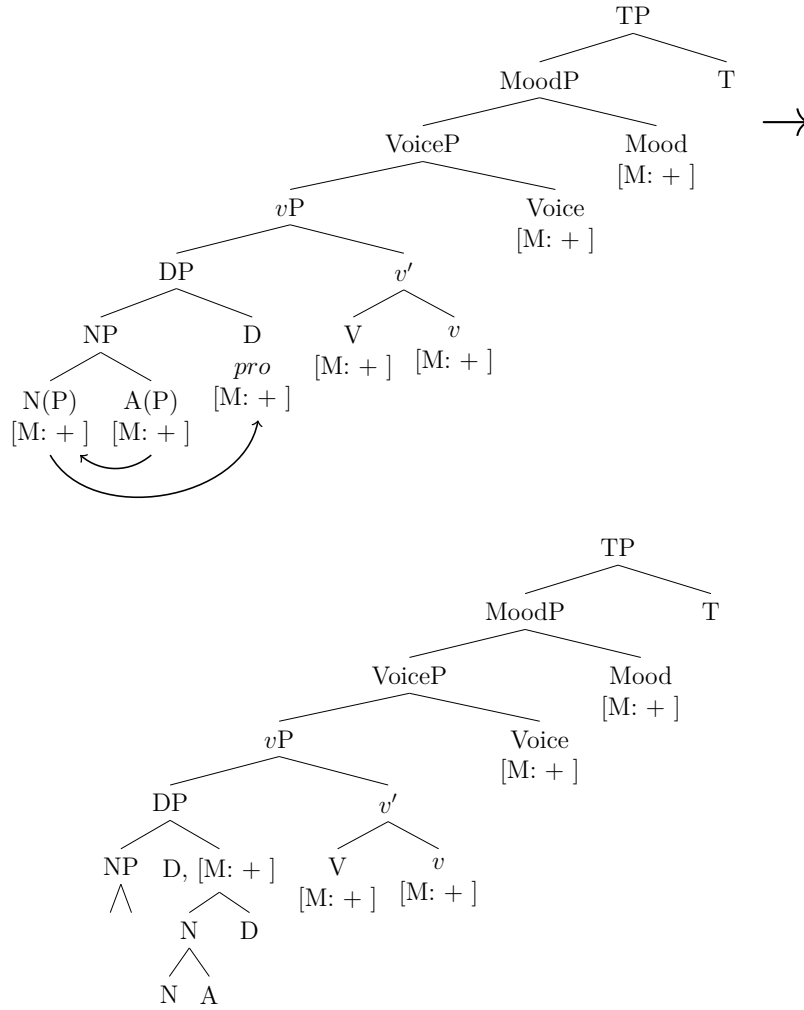 TP
MoodP T
VoiceP Mood
[M: + ]
vP Voice
[M: + ]
DP v′
NP D V v
pro [M: + ] [M: + ]
N(P) A(P) [M: + ]
[M: + ] [M: + ]
TP
MoodP T
VoiceP Mood
[M: + ]
vP Voice
[M: + ]
DP v′
NP D, [M: + ] V v
[M: + ] [M: + ]
N D
N A